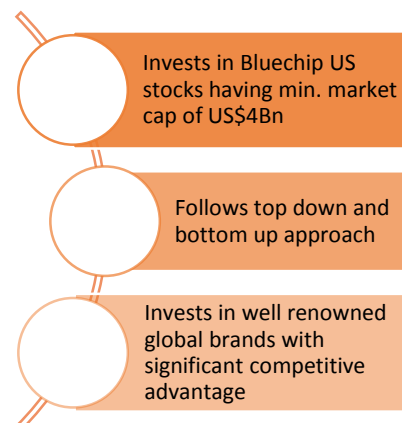 Invests in Bluechip US
stocks having min. market
cap of US$4Bn
Follows top down and
bottom up approach
Invests in well renowned
global brands with
significant competitive
advantage